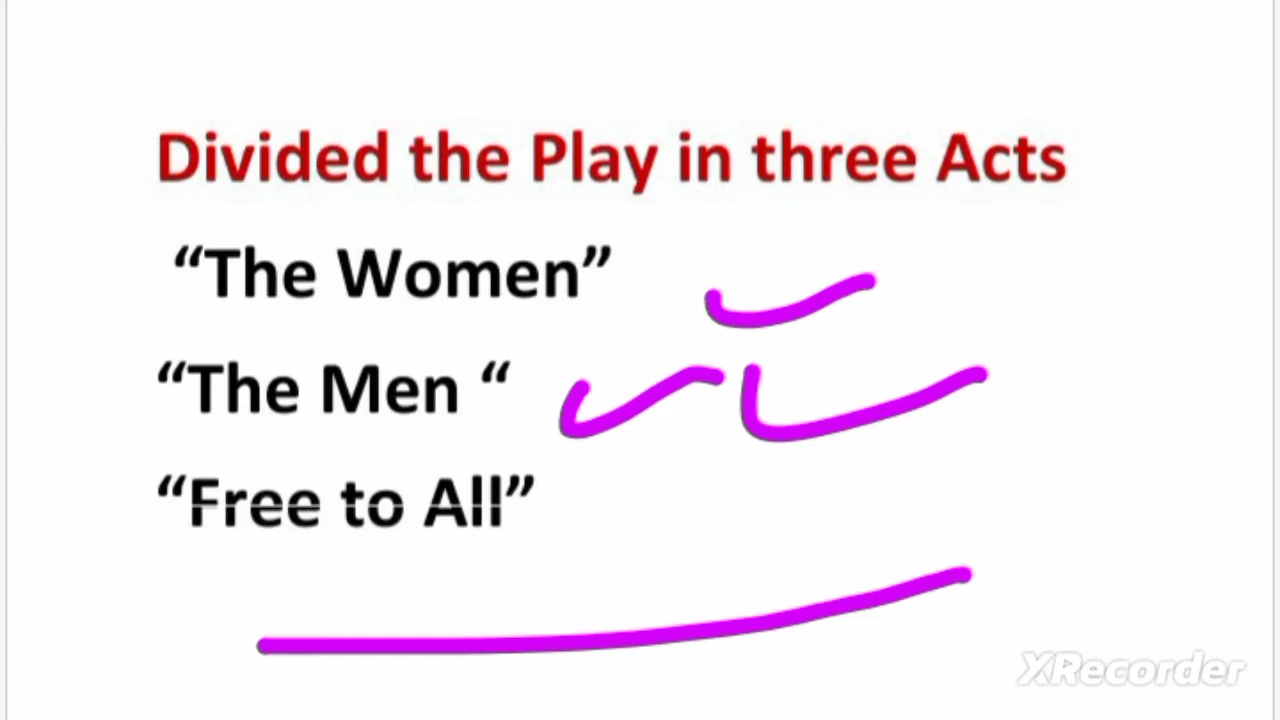 Divided the Play in three Acts
“The Women”
“The Men “
“Free to All”
XRecorder